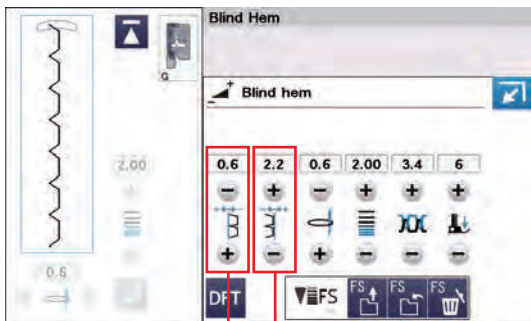 Blind Hem
G
Blind hem
2.00
0.6 2.2 0.6 2.00 3.4 6
0.6
DFT FS FS FS FS